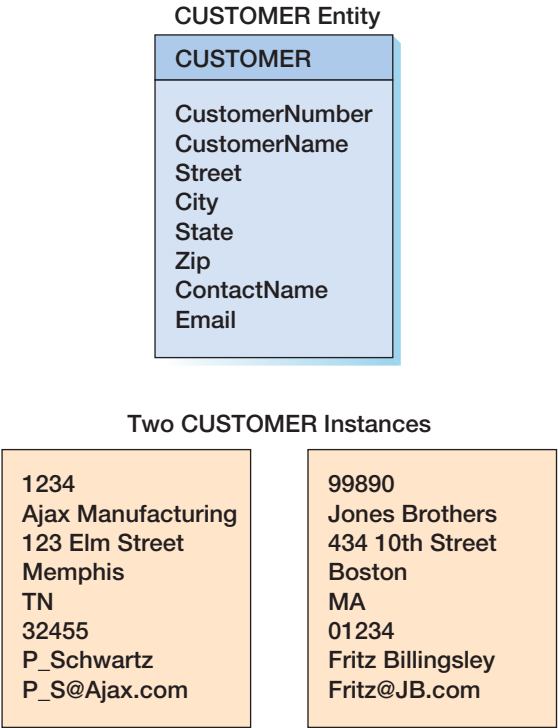 CUSTOMER Entity
CUSTOMER
CustomerNumber
CustomerName
Street
City
State
Zip
ContactName
Email
Two CUSTOMER Instances
1234
Ajax Manufacturing
123 Elm Street
Memphis
TN
32455
P_Schwartz
P_S@Ajax.com
99890
Jones Brothers
434 10th Street
Boston
MA
01234
Fritz Billingsley
Fritz@JB.com